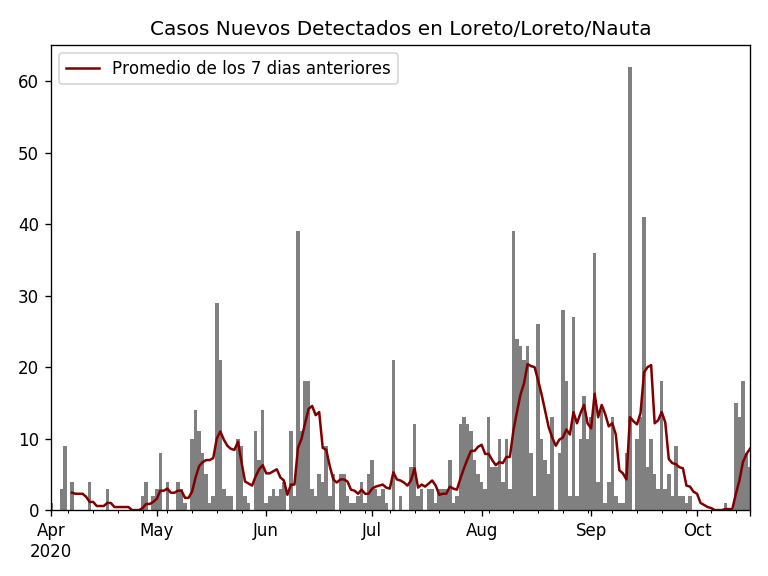 Casos Nuevos Detectados en Loreto/Loreto/Nauta
Promedio de los 7 dias anteriores
60
50
40
30
20
10
0
Apr May Jun Jul Aug Sep Oct
2020